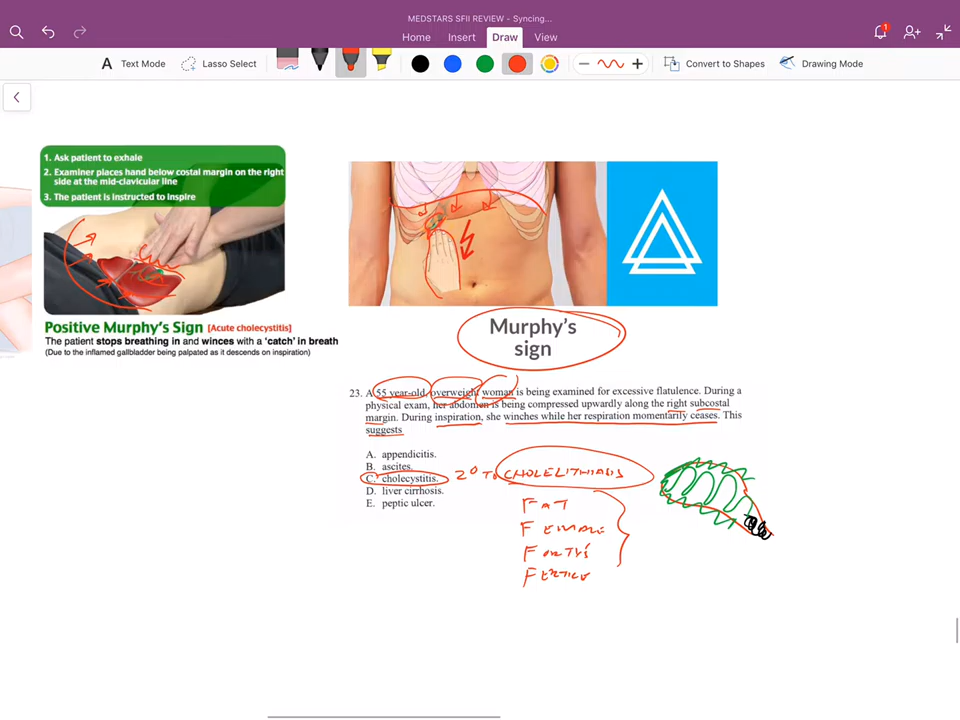 MEDSTARS SFII REVIEW - Syncing...
Home Insert Draw View
1
A Text Mode Lasso Select Convert to Shapes Drawing Mode
1. Ask patient to exhale
2. Examiner places hand below costal margin on the right
side at the mid-clavicular line
3. The patient is instructed to inspire
Positive Murphy's Sign [Acute cholecystitis]
The patient stops breathing in and winces with a 'catch' in breath
(Due to the inflamed gallbladder being palpated as it descends on inspiration)
Murphy's
sign
23. A 55 year-old, overweight woman is being examined for excessive flatulence. During a
physical exam, her abdomen is being compressed upwardly along the right subcostal
margin. During inspiration, she winches while her respiration momentarily ceases. This
suggests
A. appendicitis.
B. ascites.
C. cholecystitis. 2° TO CHOLELITHIASIS
D. liver cirrhosis.
E. peptic ulcer.
FAT
FEMALE
FORTYS